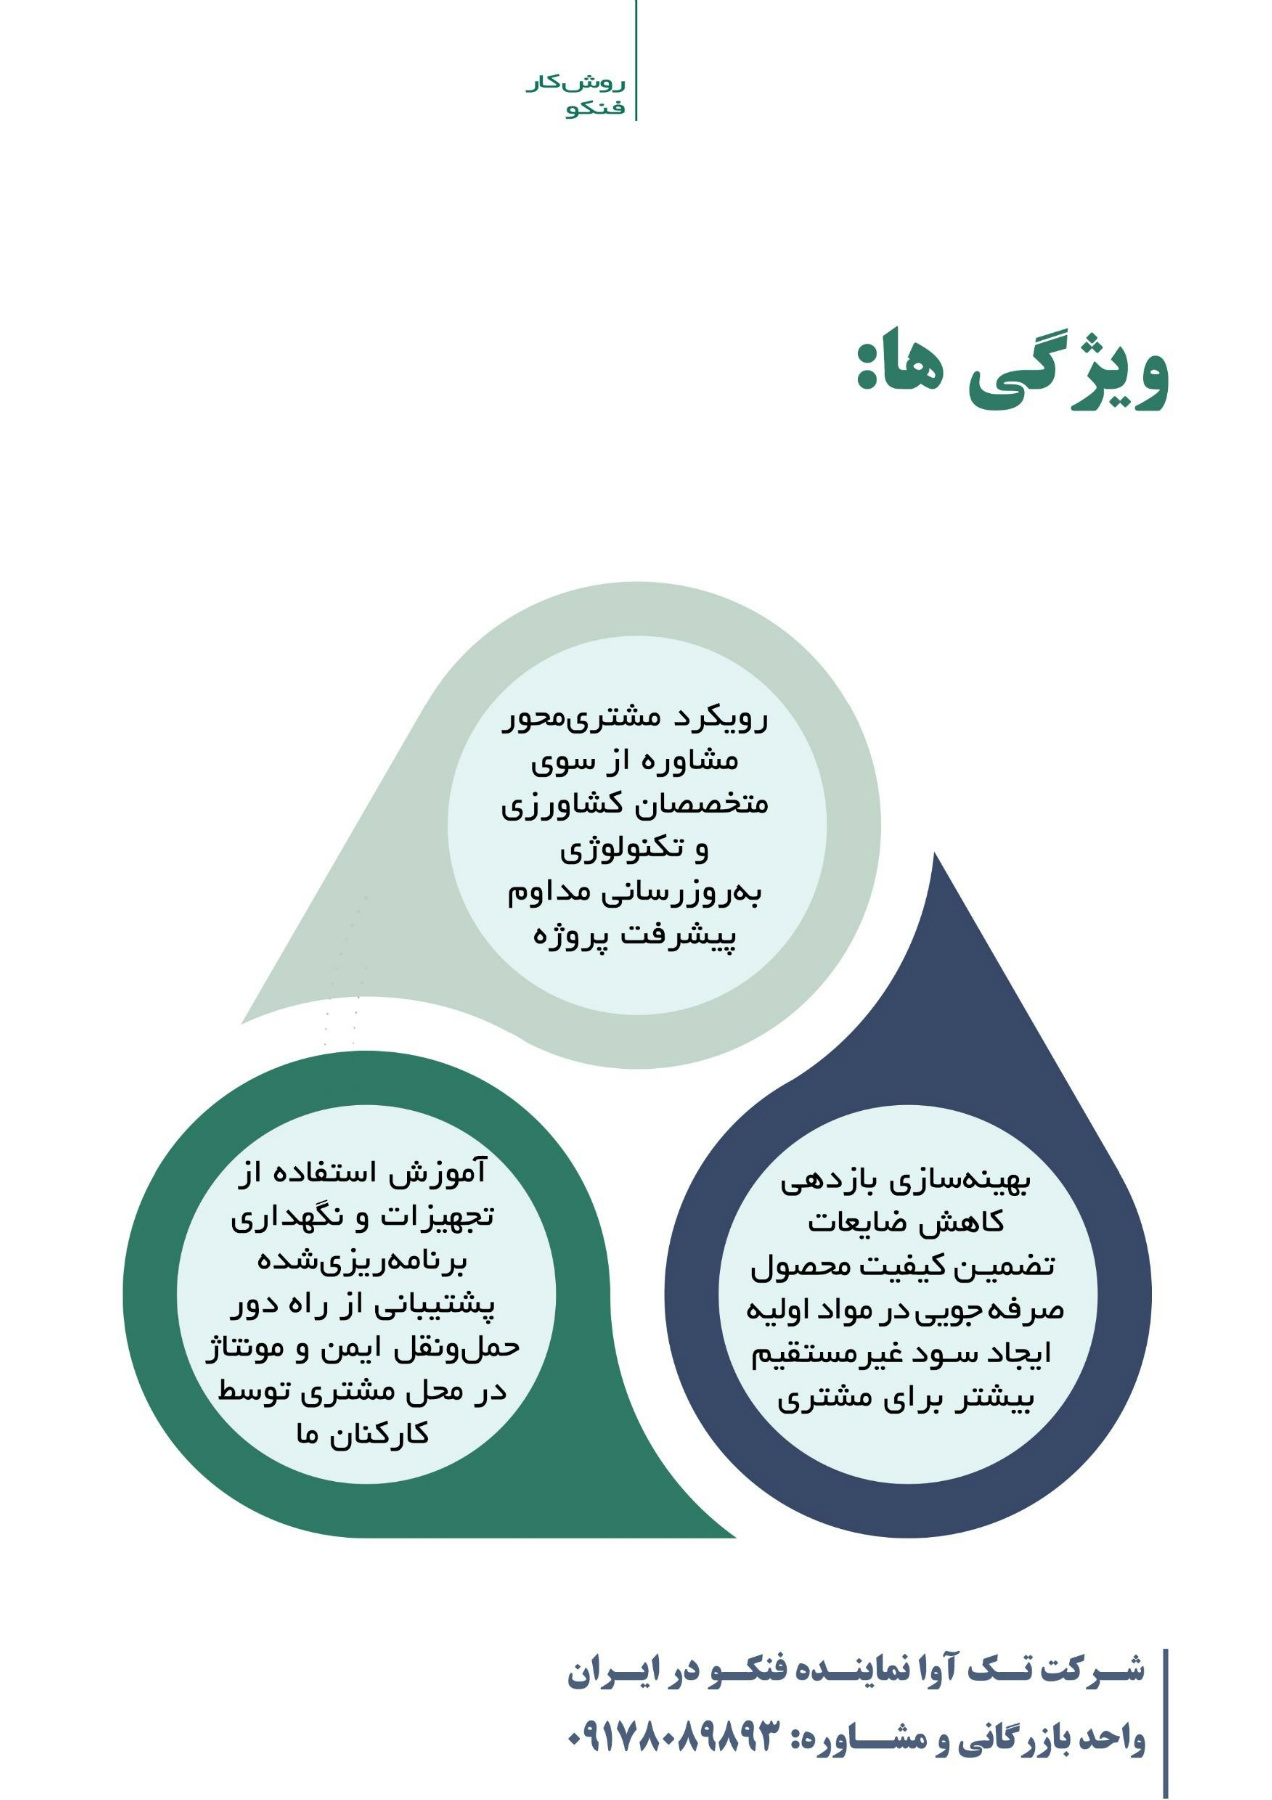 روش‌کار
فنکو
ویژگی ها:
رویکرد مشتری‌محور
مشاوره از سوی
متخصصان کشاورزی
و تکنولوژی
به‌روزرسانی مداوم
پیشرفت پروژه
بهینه‌سازی بازدهی
کاهش ضایعات
تضمین کیفیت محصول
صرفه‌جویی در مواد اولیه
ایجاد سود غیرمستقیم
بیشتر برای مشتری
آموزش استفاده از
تجهیزات و نگهداری
برنامه‌ریزی‌شده
پشتیبانی از راه دور
حمل‌ونقل ایمن و مونتاژ
در محل مشتری توسط
کارکنان ما
شرکت تک آوا نماینده فنکو در ایران
واحد بازرگانی و مشاوره: ۰۹۱۷۸۰۸۹۸۹۳